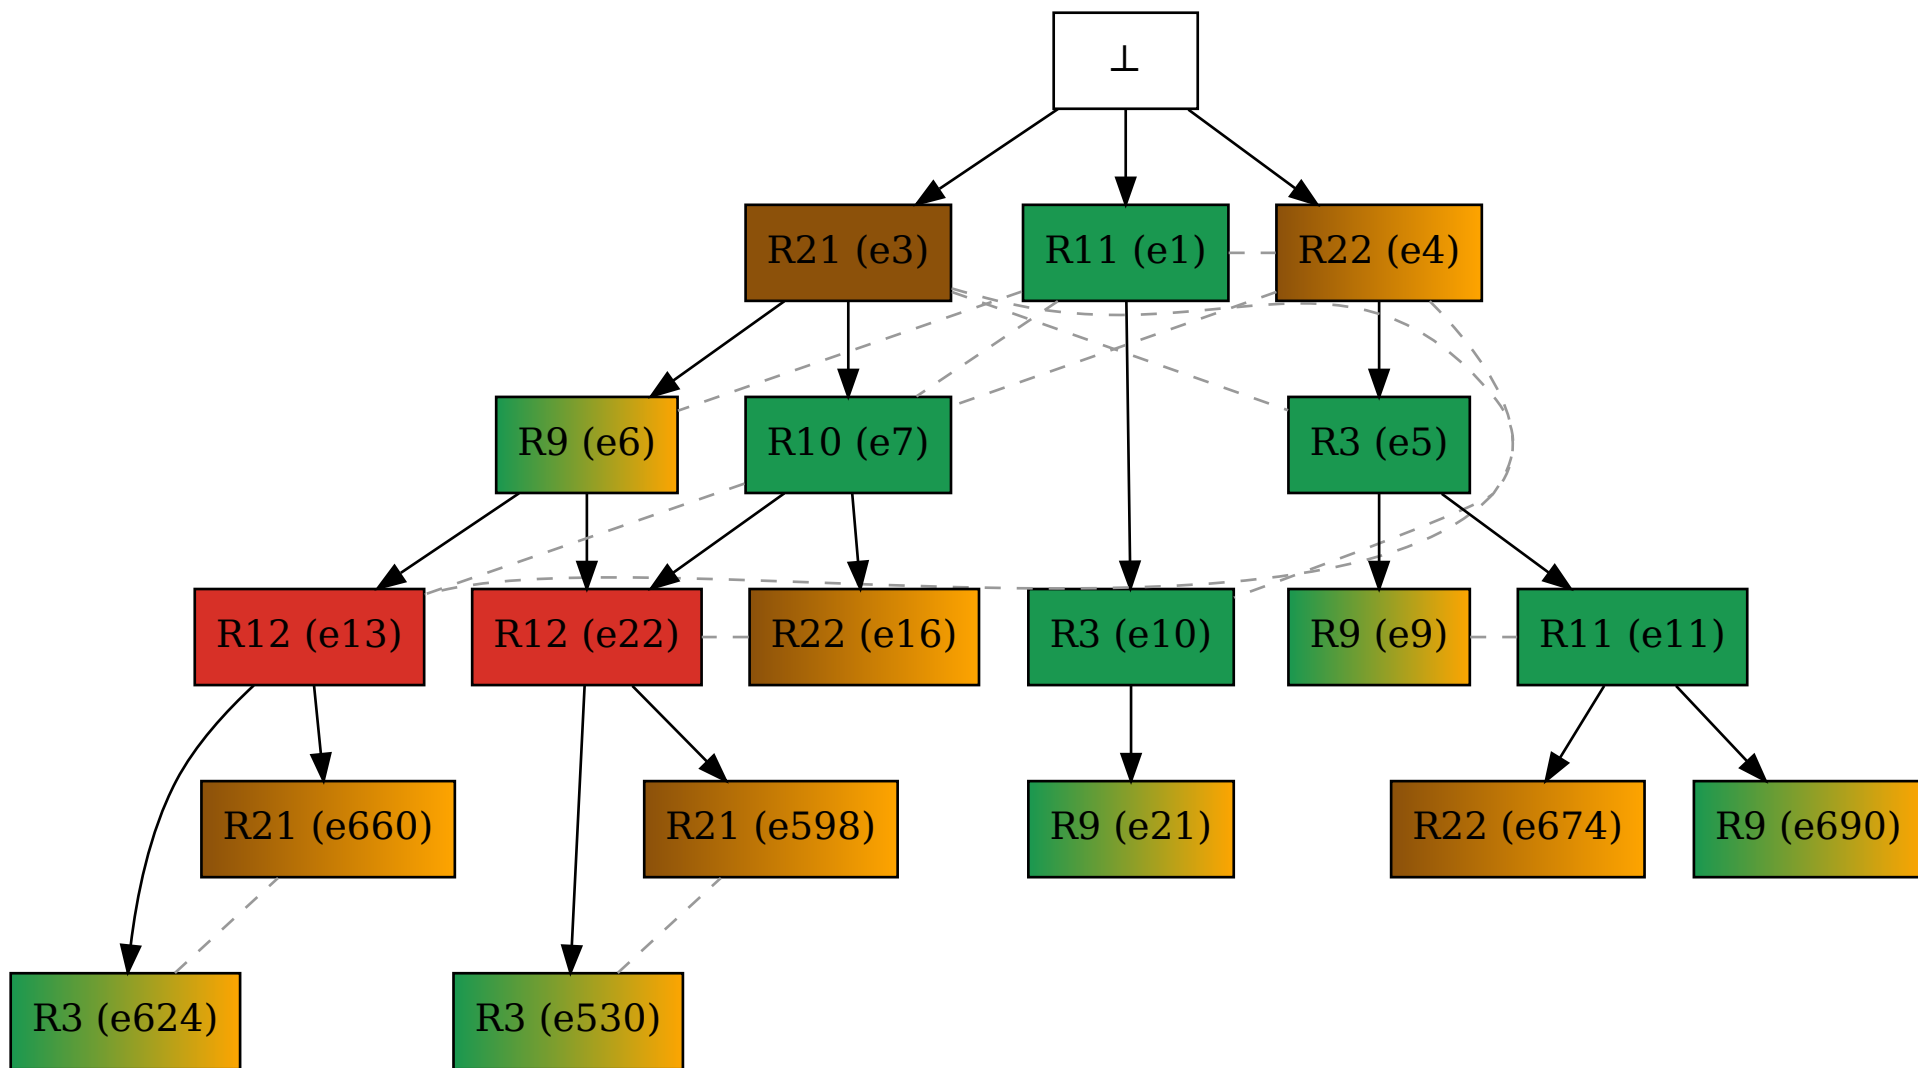 ⊥
R21 (e3)
R11 (e1)
R22 (e4)
R9 (e6)
R10 (e7)
R3 (e5)
R12 (e13)
R12 (e22)
R22 (e16)
R3 (e10)
R9 (e9)
R11 (e11)
R21 (e660)
R21 (e598)
R9 (e21)
R22 (e674)
R9 (e690)
R3 (e624)
R3 (e530)